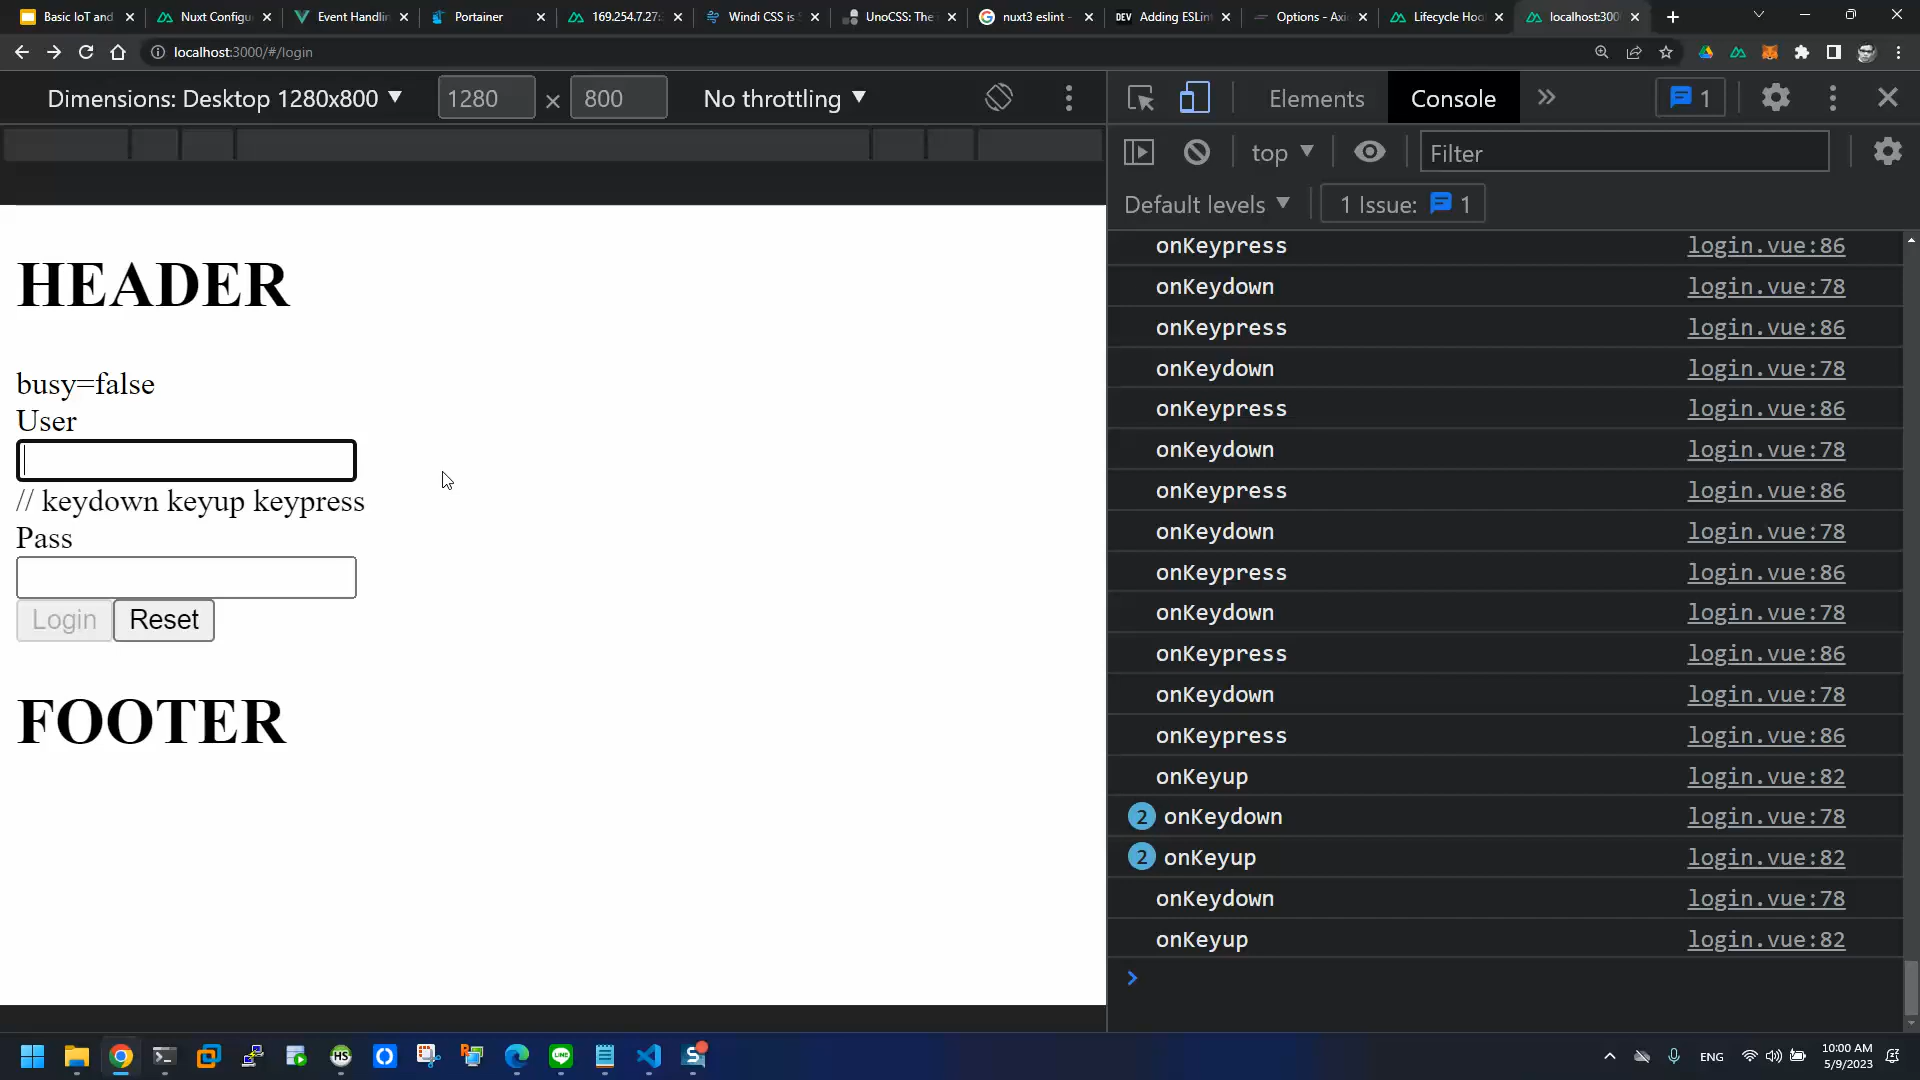 Basic IoT and
Nuxt Configu
Event Handlin
Portainer
169.254.7.27:
Windi CSS is
UnoCSS: The
nuxt3 eslint -
DEV
Adding ESLin
Options - Axi
Lifecycle Hoo
localhost:300
localhost:3000/#/login
Dimensions: Desktop 1280x800
1280
×
800
No throttling
Elements
Console
1
top
Filter
Default levels
1 Issue:
1
HEADER
busy=false
User
// keydown keyup keypress
Pass
Login
Reset
FOOTER
onKeypress login.vue:86
onKeydown login.vue:78
onKeypress login.vue:86
onKeydown login.vue:78
onKeypress login.vue:86
onKeydown login.vue:78
onKeypress login.vue:86
onKeydown login.vue:78
onKeypress login.vue:86
onKeydown login.vue:78
onKeypress login.vue:86
onKeydown login.vue:78
onKeypress login.vue:86
onKeyup login.vue:82
2 onKeydown login.vue:78
2 onKeyup login.vue:82
onKeydown login.vue:78
onKeyup login.vue:82
HS
LINE
ENG
10:00 AM
5/9/2023